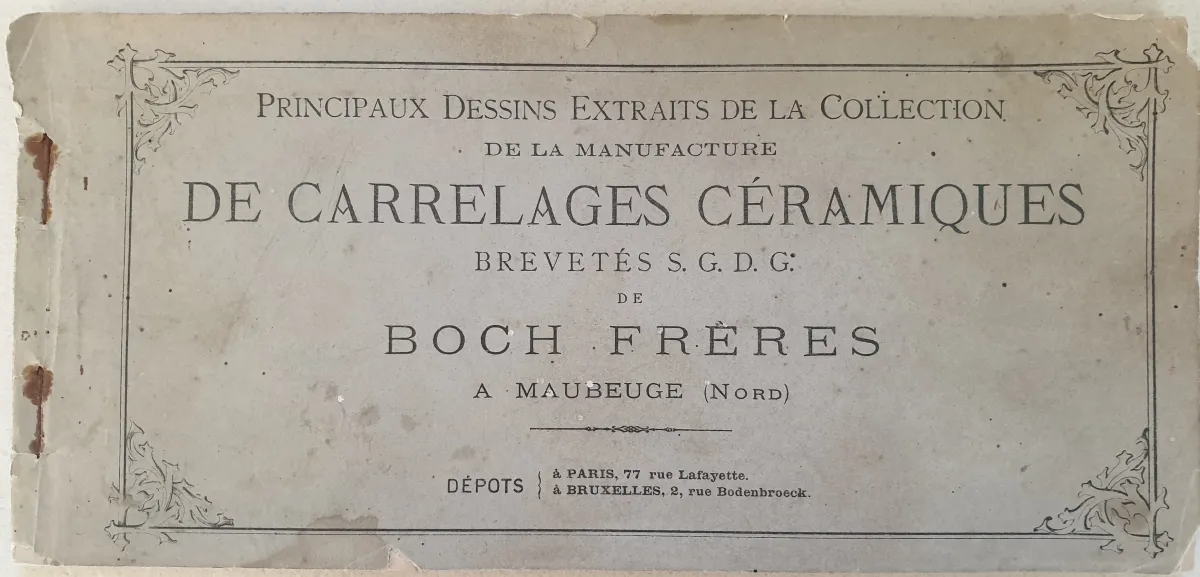 PRINCIPAUX DESSINS EXTRAITS DE LA COLLECTION
DE LA MANUFACTURE
DE CARRELAGES CÉRAMIQUES
BREVETÉS S. G. D. G.
DE
BOCH FRÈRES
A MAUBEUGE (NORD)
DÉPOTS { à PARIS, 77 rue Lafayette.
à BRUXELLES, 2, rue Bodenbroeck.